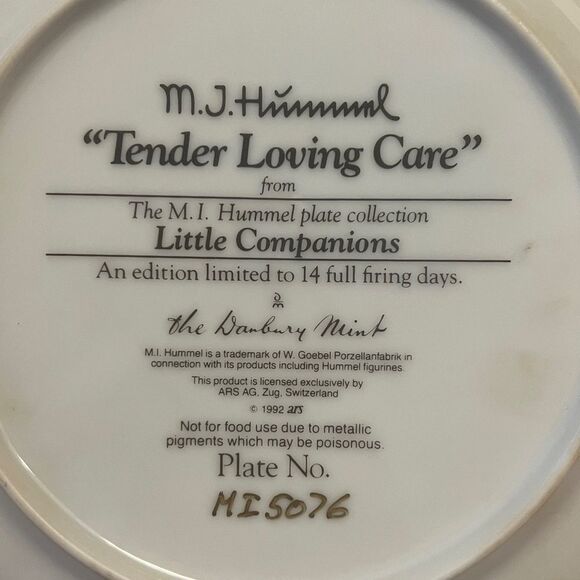 M.J. Hummel
“Tender Loving Care”
from
The M.I. Hummel plate collection
Little Companions
An edition limited to 14 full firing days.
DM
The Danbury Mint
M.I. Hummel is a trademark of W. Goebel Porzellanfabrik in
connection with its products including Hummel figurines.
This product is licensed exclusively by
ARS AG, Zug, Switzerland
© 1992 ars
Not for food use due to metallic
pigments which may be poisonous.
Plate No.
MI5076